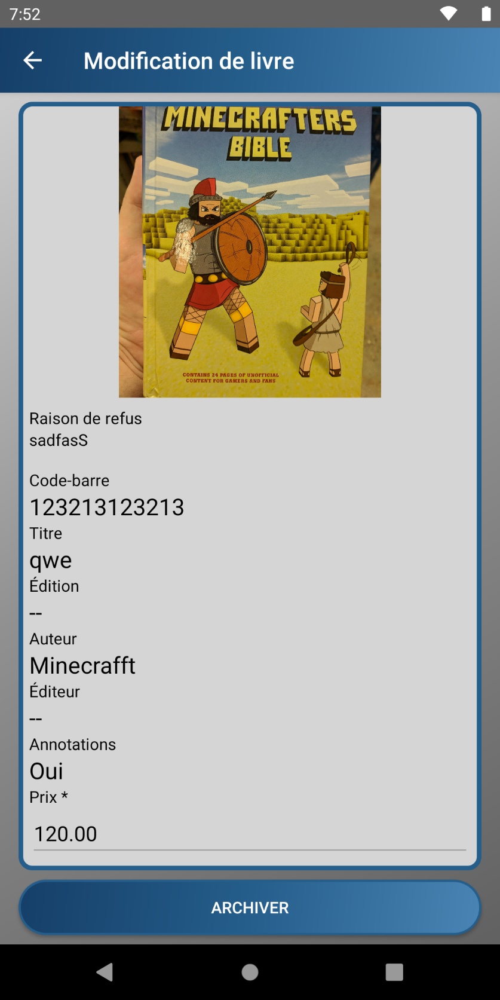 7:52
Modification de livre
MINECRAFTERS
BIBLE
CONTAINS 24 PAGES OF UNOFFICIAL
CONTENT FOR GAMERS AND FANS
Raison de refus
sadfasS
Code-barre
123213123213
Titre
qwe
Édition
--
Auteur
Minecrafft
Éditeur
--
Annotations
Oui
Prix *
120.00
ARCHIVER